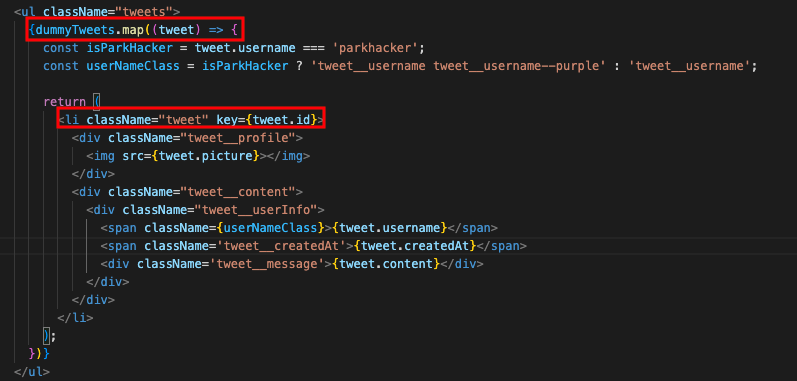 <ul className="tweets">
{dummyTweets.map((tweet) => {
const isParkHacker = tweet.username === 'parkhacker';
const userNameClass = isParkHacker ? 'tweet__username tweet__username--purple' : 'tweet__username';
return (
<li className="tweet" key={tweet.id}>
<div className="tweet__profile">
<img src={tweet.picture}></img>
</div>
<div className="tweet__content">
<div className="tweet__userInfo">
<span className={userNameClass}>{tweet.username}</span>
<span className='tweet__createdAt'>{tweet.createdAt}</span>
<div className='tweet__message'>{tweet.content}</div>
</div>
</div>
</li>
);
})}
</ul>